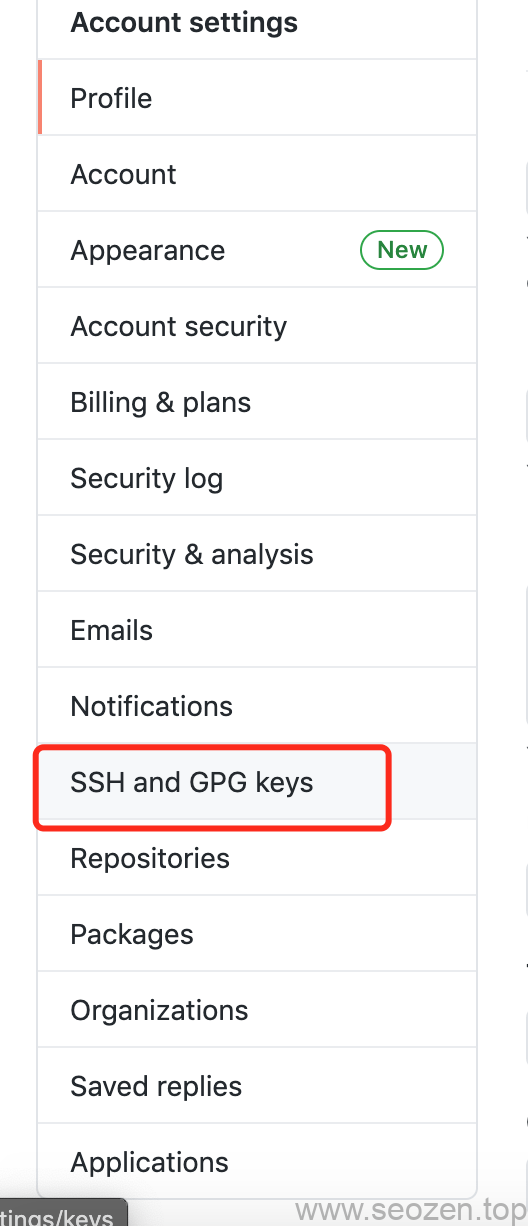 Account settings
Profile
Account
Appearance New
Account security
Billing & plans
Security log
Security & analysis
Emails
Notifications
SSH and GPG keys
Repositories
Packages
Organizations
Saved replies
Applications
tings/keys
www.seozen.top